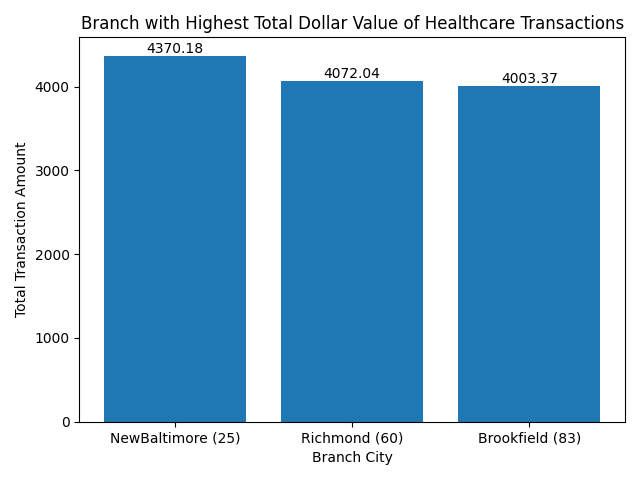 Branch with Highest Total Dollar Value of Healthcare Transactions
4370.18
4072.04
4003.37
4000
3000
2000
1000
0
Total Transaction Amount
NewBaltimore (25)
Richmond (60)
Brookfield (83)
Branch City